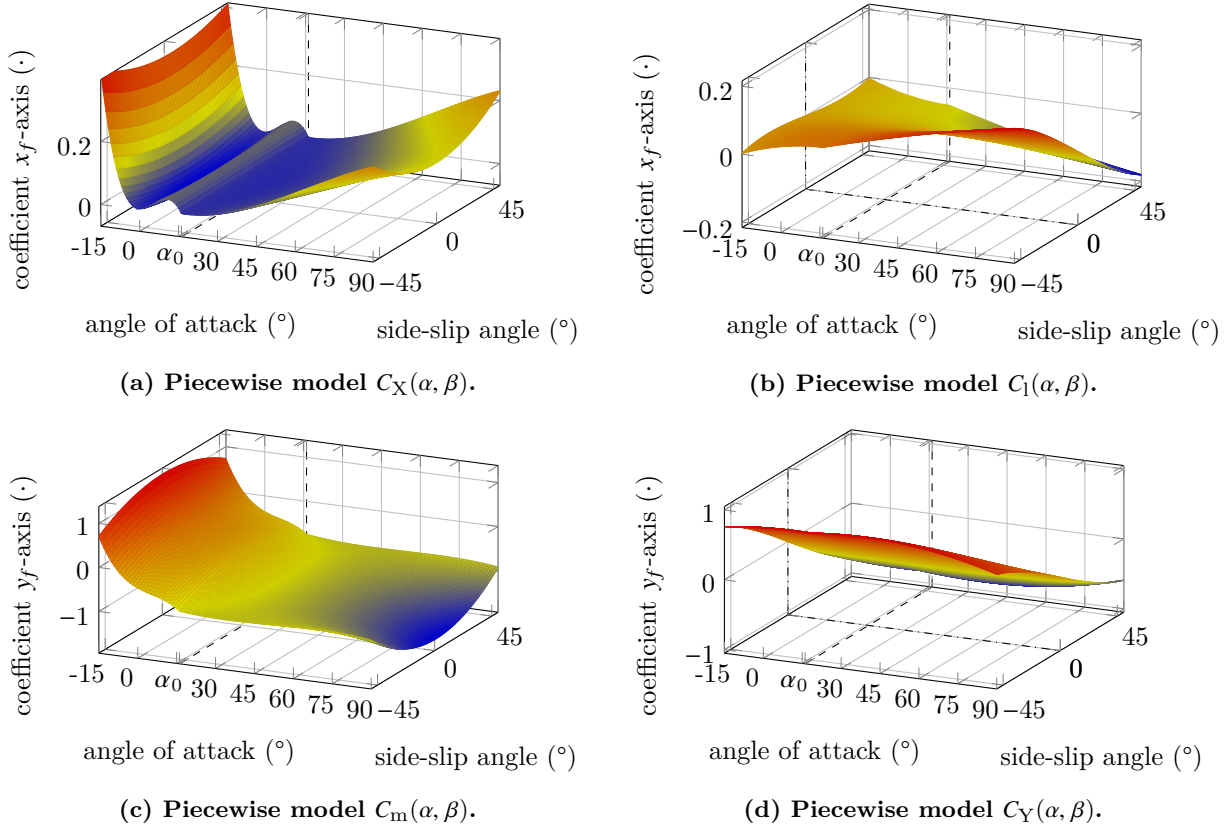 coefficient x_f-axis (·)
0.2
0
-15
0
α₀
30
45
60
75
90
−45
0
45
angle of attack (°)
side-slip angle (°)
(a) Piecewise model C_X(α, β).
coefficient x_f-axis (·)
0.2
0
−0.2
-15
0
α₀
30
45
60
75
90
−45
0
45
angle of attack (°)
side-slip angle (°)
(b) Piecewise model C_l(α, β).
coefficient y_f-axis (·)
1
0
−1
-15
0
α₀
30
45
60
75
90
−45
0
45
angle of attack (°)
side-slip angle (°)
(c) Piecewise model C_m(α, β).
coefficient y_f-axis (·)
1
0
−1
-15
0
α₀
30
45
60
75
90
−45
0
45
angle of attack (°)
side-slip angle (°)
(d) Piecewise model C_Y(α, β).